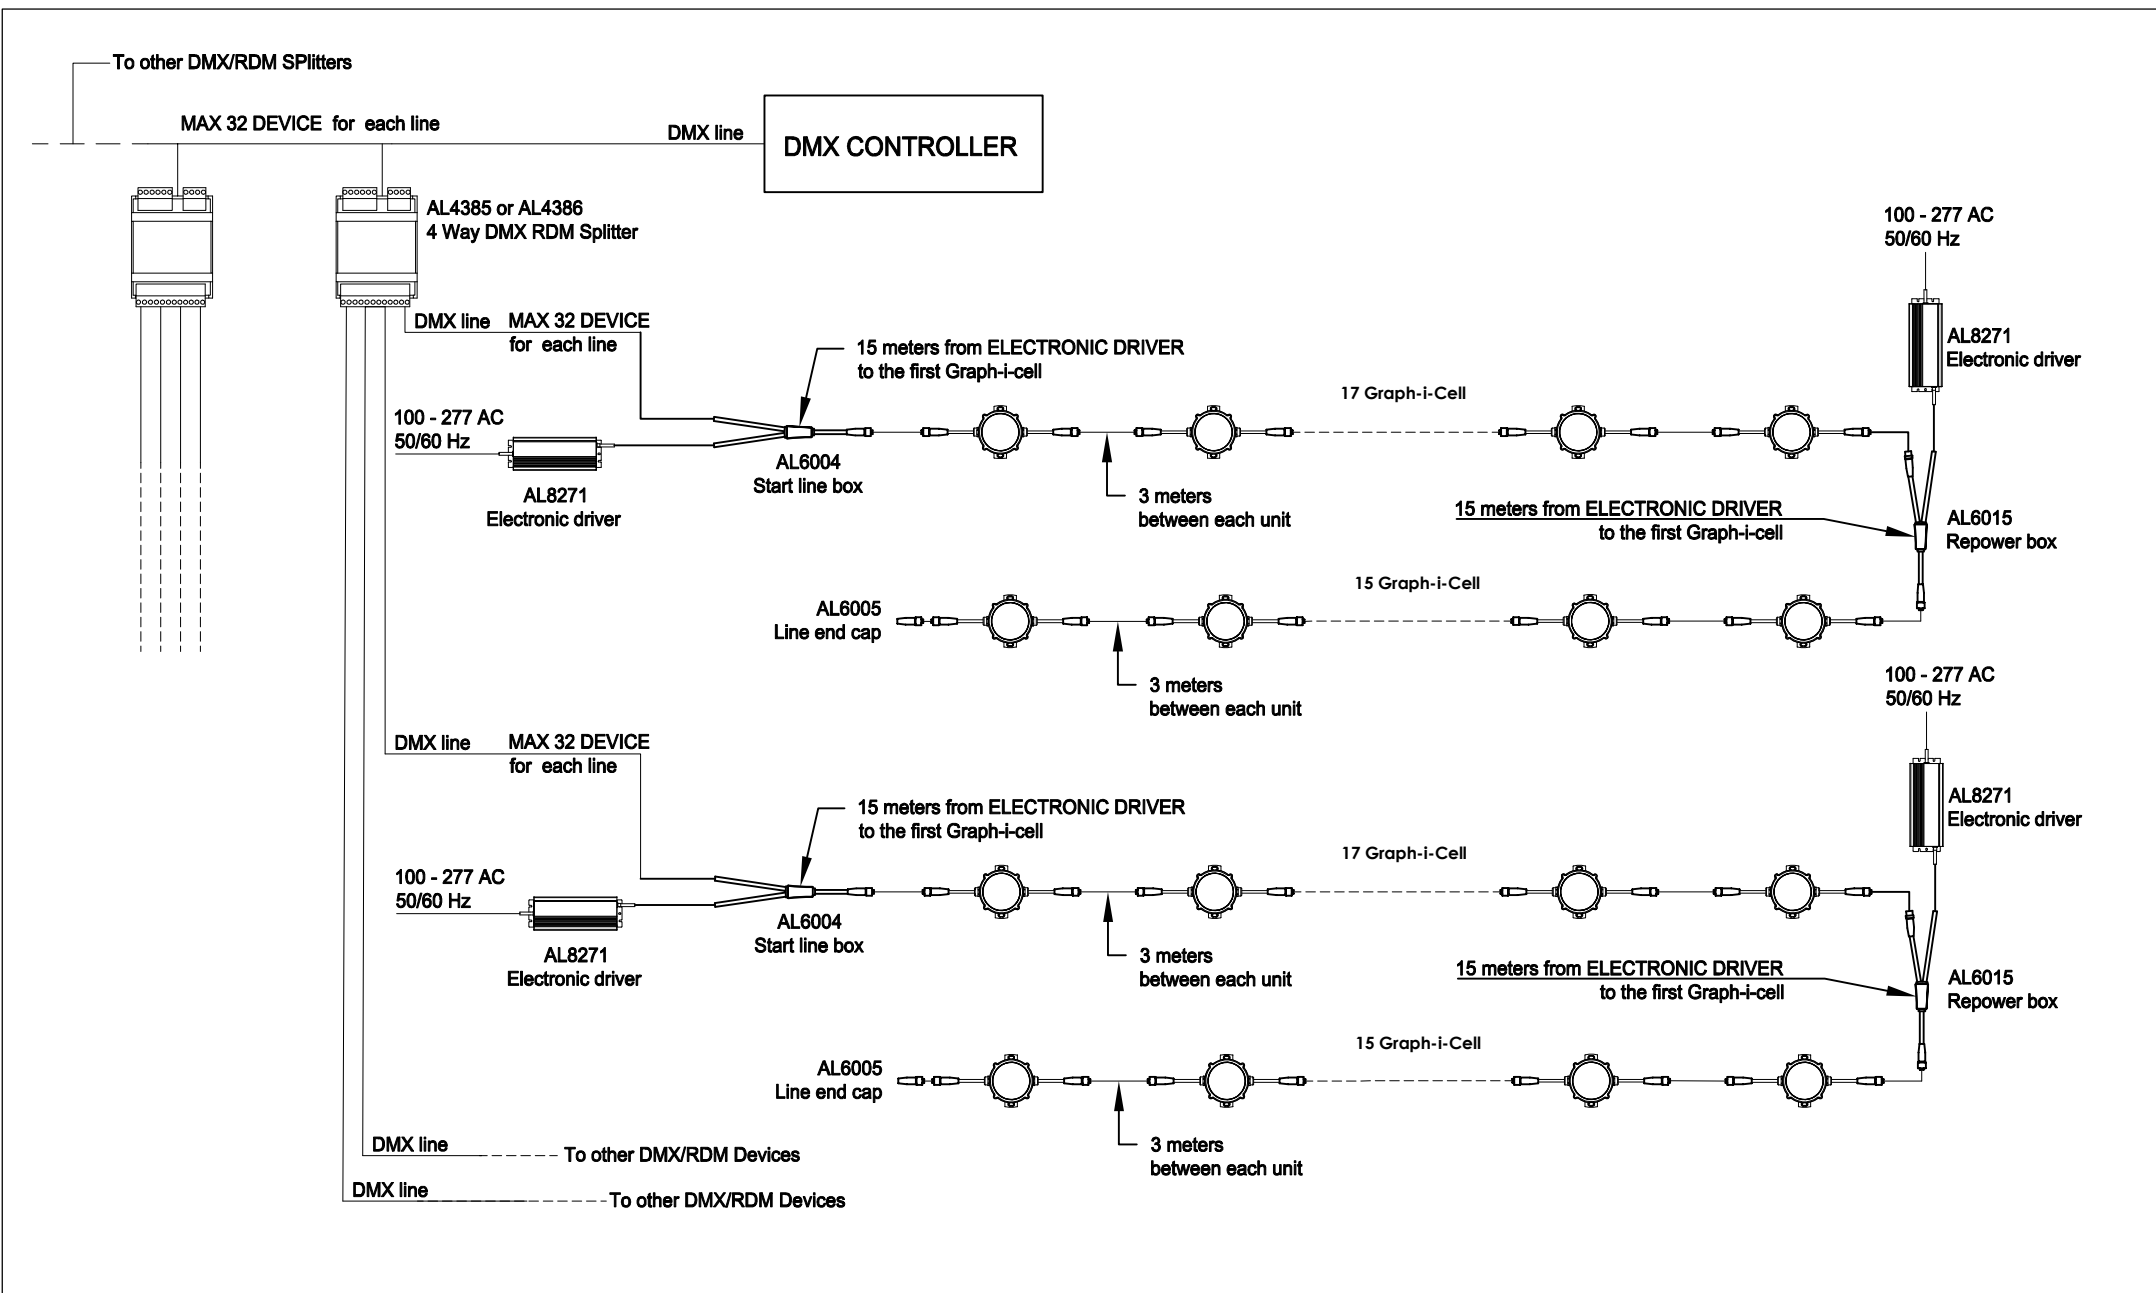 To other DMX/RDM SPlitters
MAX 32 DEVICE for each line
DMX line
DMX CONTROLLER
AL4385 or AL4386
4 Way DMX RDM Splitter
100 - 277 AC
50/60 Hz
AL8271
Electronic driver
DMX line
MAX 32 DEVICE
for each line
15 meters from ELECTRONIC DRIVER
to the first Graph-i-cell
17 Graph-i-Cell
100 - 277 AC
50/60 Hz
AL8271
Electronic driver
AL6004
Start line box
3 meters
between each unit
15 meters from ELECTRONIC DRIVER
to the first Graph-i-cell
AL6015
Repower box
15 Graph-i-Cell
AL6005
Line end cap
3 meters
between each unit
100 - 277 AC
50/60 Hz
AL8271
Electronic driver
DMX line
MAX 32 DEVICE
for each line
15 meters from ELECTRONIC DRIVER
to the first Graph-i-cell
17 Graph-i-Cell
100 - 277 AC
50/60 Hz
AL8271
Electronic driver
AL6004
Start line box
3 meters
between each unit
15 meters from ELECTRONIC DRIVER
to the first Graph-i-cell
AL6015
Repower box
15 Graph-i-Cell
AL6005
Line end cap
3 meters
between each unit
DMX line
To other DMX/RDM Devices
DMX line
To other DMX/RDM Devices